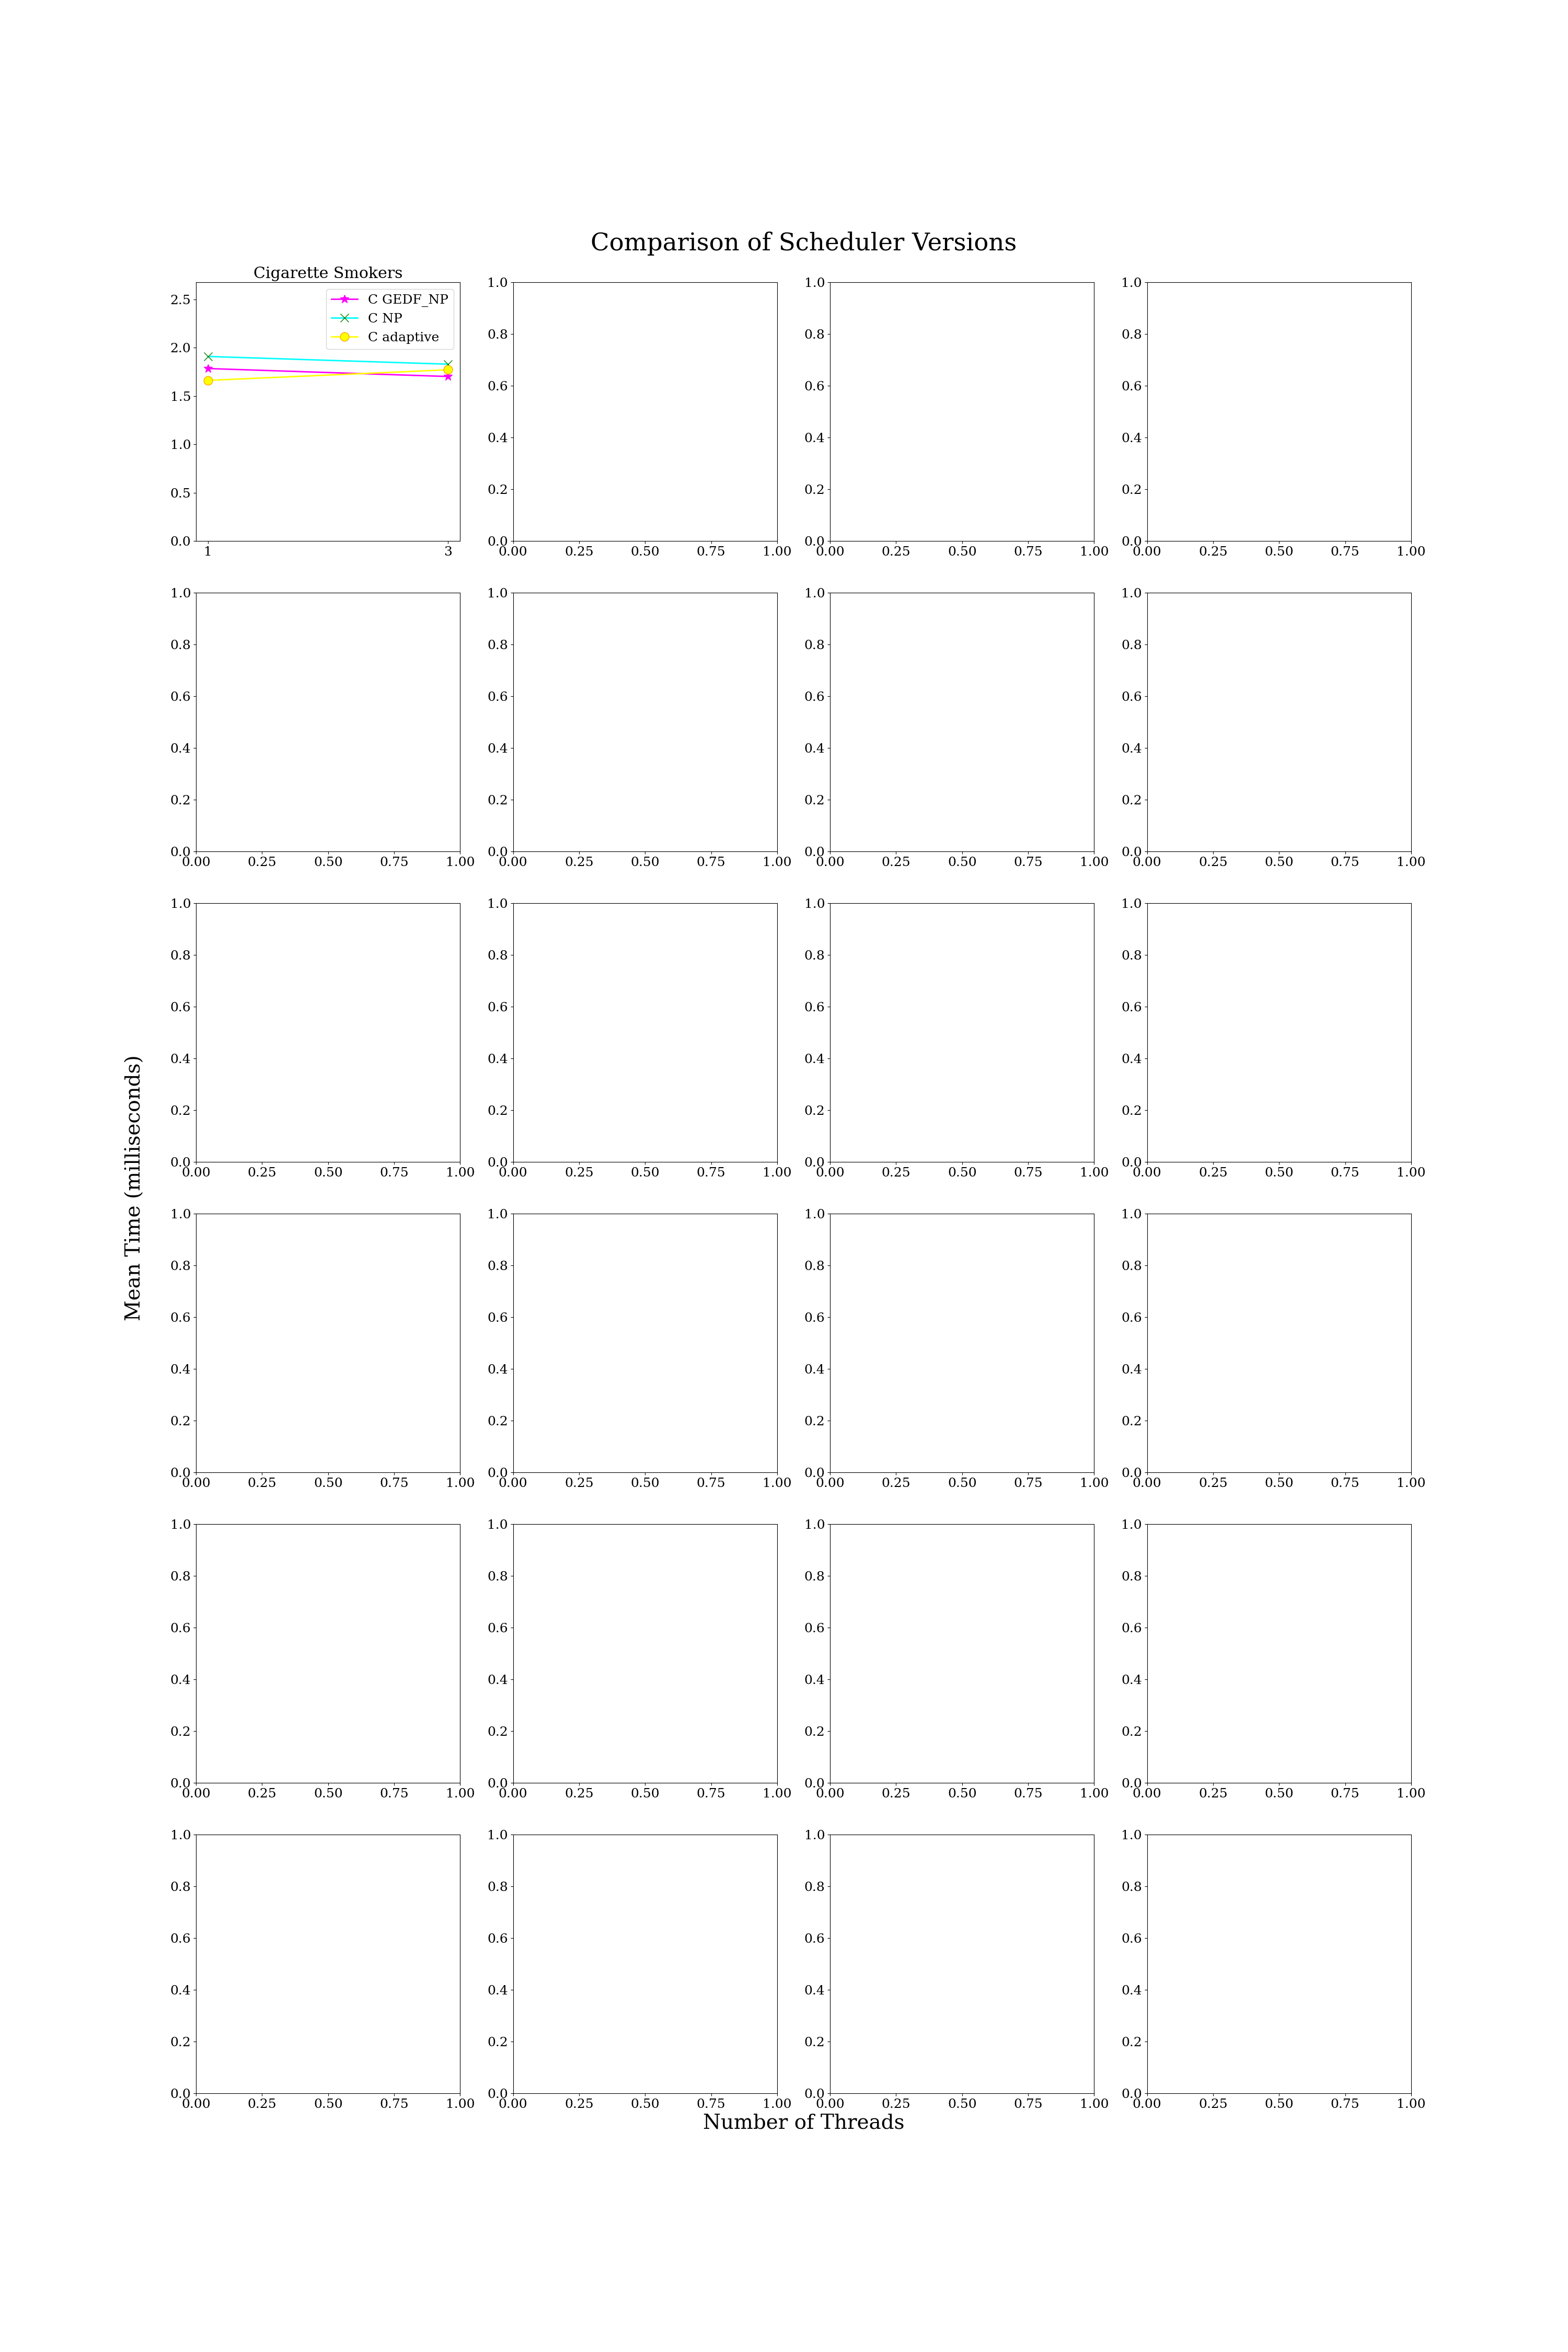 Comparison of Scheduler Versions
Cigarette Smokers
1.0 1.0 1.0
2.5 C GEDF_NP
C NP
0.8 0.8 0.8
C adaptive
2.0
0.6 0.6 0.6
1.5
0.4 0.4 0.4
1.0
0.2 0.2 0.2
0.5
0.0 0.0 0.0 0.0
1 3 0.00 0.25 0.50 0.75 1.00 0.00 0.25 0.50 0.75 1.00 0.00 0.25 0.50 0.75 1.00
1.0 1.0 1.0 1.0
0.8 0.8 0.8 0.8
0.6 0.6 0.6 0.6
0.4 0.4 0.4 0.4
0.2 0.2 0.2 0.2
0.0 0.0 0.0 0.0
0.00 0.25 0.50 0.75 1.00 0.00 0.25 0.50 0.75 1.00 0.00 0.25 0.50 0.75 1.00 0.00 0.25 0.50 0.75 1.00
1.0 1.0 1.0 1.0
0.8 0.8 0.8 0.8
0.6 0.6 0.6 0.6
0.4 0.4 0.4 0.4
0.2 0.2 0.2 0.2
0.0 0.0 0.0 0.0
0.00 0.25 0.50 0.75 1.00 0.00 0.25 0.50 0.75 1.00 0.00 0.25 0.50 0.75 1.00 0.00 0.25 0.50 0.75 1.00
Mean Time (milliseconds)
1.0 1.0 1.0 1.0
0.8 0.8 0.8 0.8
0.6 0.6 0.6 0.6
0.4 0.4 0.4 0.4
0.2 0.2 0.2 0.2
0.0 0.0 0.0 0.0
0.00 0.25 0.50 0.75 1.00 0.00 0.25 0.50 0.75 1.00 0.00 0.25 0.50 0.75 1.00 0.00 0.25 0.50 0.75 1.00
1.0 1.0 1.0 1.0
0.8 0.8 0.8 0.8
0.6 0.6 0.6 0.6
0.4 0.4 0.4 0.4
0.2 0.2 0.2 0.2
0.0 0.0 0.0 0.0
0.00 0.25 0.50 0.75 1.00 0.00 0.25 0.50 0.75 1.00 0.00 0.25 0.50 0.75 1.00 0.00 0.25 0.50 0.75 1.00
1.0 1.0 1.0 1.0
0.8 0.8 0.8 0.8
0.6 0.6 0.6 0.6
0.4 0.4 0.4 0.4
0.2 0.2 0.2 0.2
0.0 0.0 0.0 0.0
0.00 0.25 0.50 0.75 1.00 0.00 0.25 0.50 0.75 1.00 0.00 0.25 0.50 0.75 1.00 0.00 0.25 0.50 0.75 1.00
Number of Threads